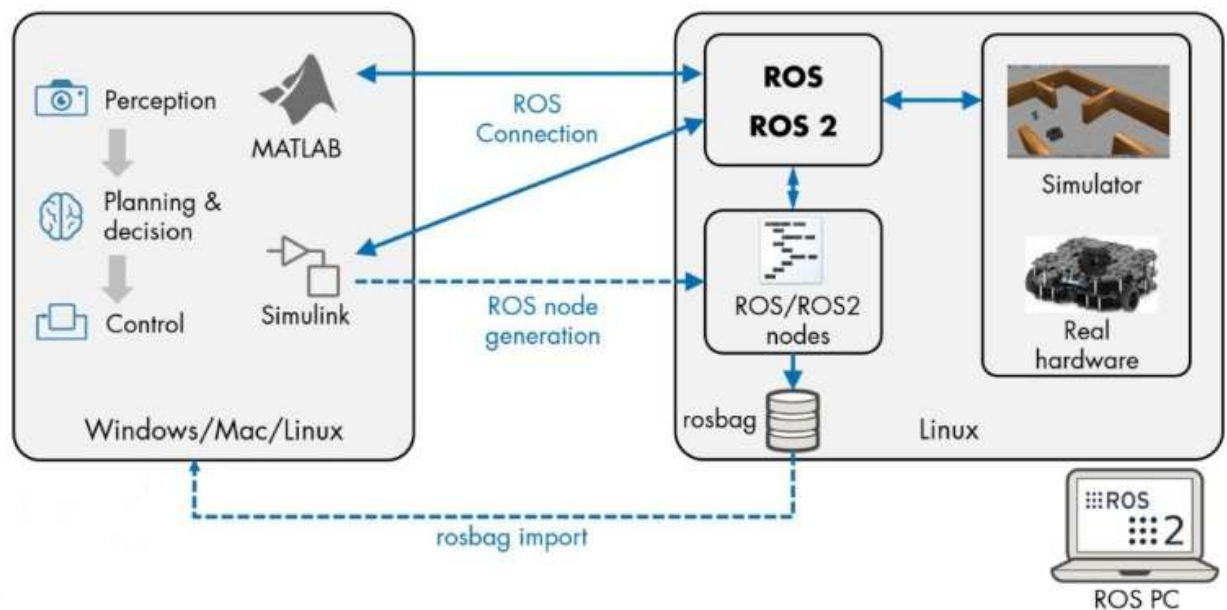 Perception
MATLAB
Planning &
decision
Simulink
Control
Windows/Mac/Linux
ROS
Connection
ROS node
generation
ROS
ROS 2
ROS/ROS2
nodes
rosbag
Simulator
Real
hardware
Linux
rosbag import
ROS
2
ROS PC